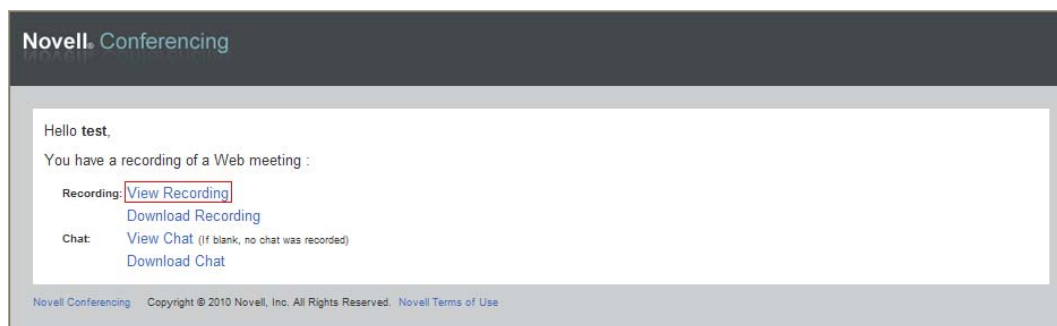 Novell® Conferencing
Hello test,
You have a recording of a Web meeting :
Recording: View Recording
Download Recording
Chat: View Chat (If blank, no chat was recorded)
Download Chat
Novell Conferencing Copyright © 2010 Novell, Inc. All Rights Reserved. Novell Terms of Use